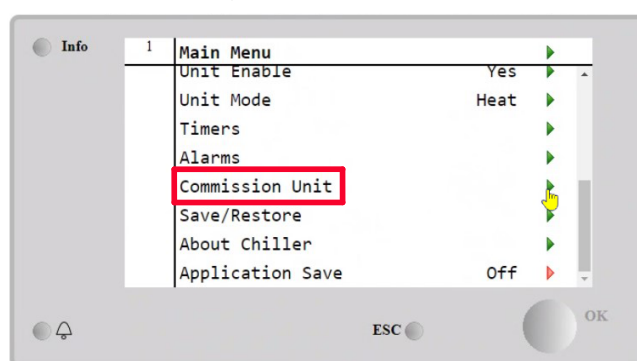 Info
1
Main Menu
Unit Enable Yes
Unit Mode Heat
Timers
Alarms
Commission Unit
Save/Restore
About Chiller
Application Save Off
ESC
OK